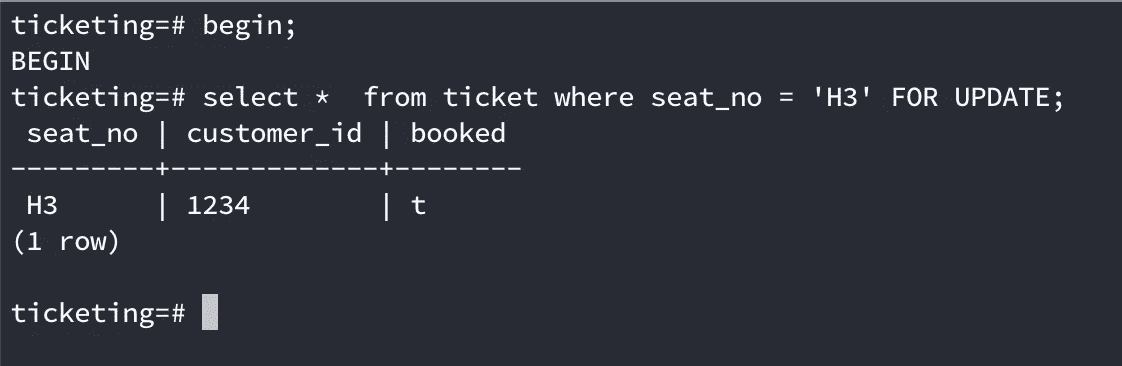 ticketing=# begin;
BEGIN
ticketing=# select *  from ticket where seat_no = 'H3' FOR UPDATE;
 seat_no | customer_id | booked
---------+-------------+--------
 H3      | 1234        | t
(1 row)
ticketing=#